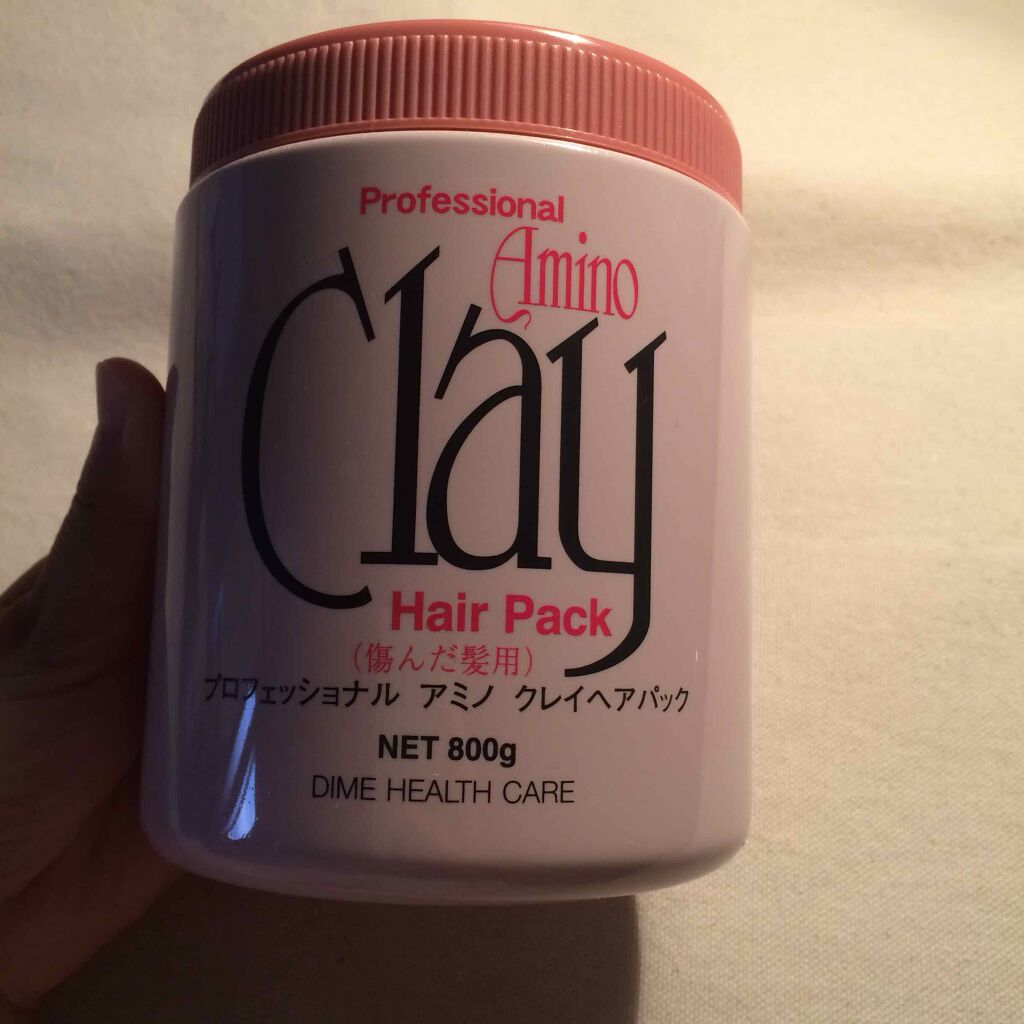 Professional
Amino
Clay
Hair Pack
(傷んだ髪用)
プロフェッショナル アミノ クレイヘアパック
NET 800g
DIME HEALTH CARE